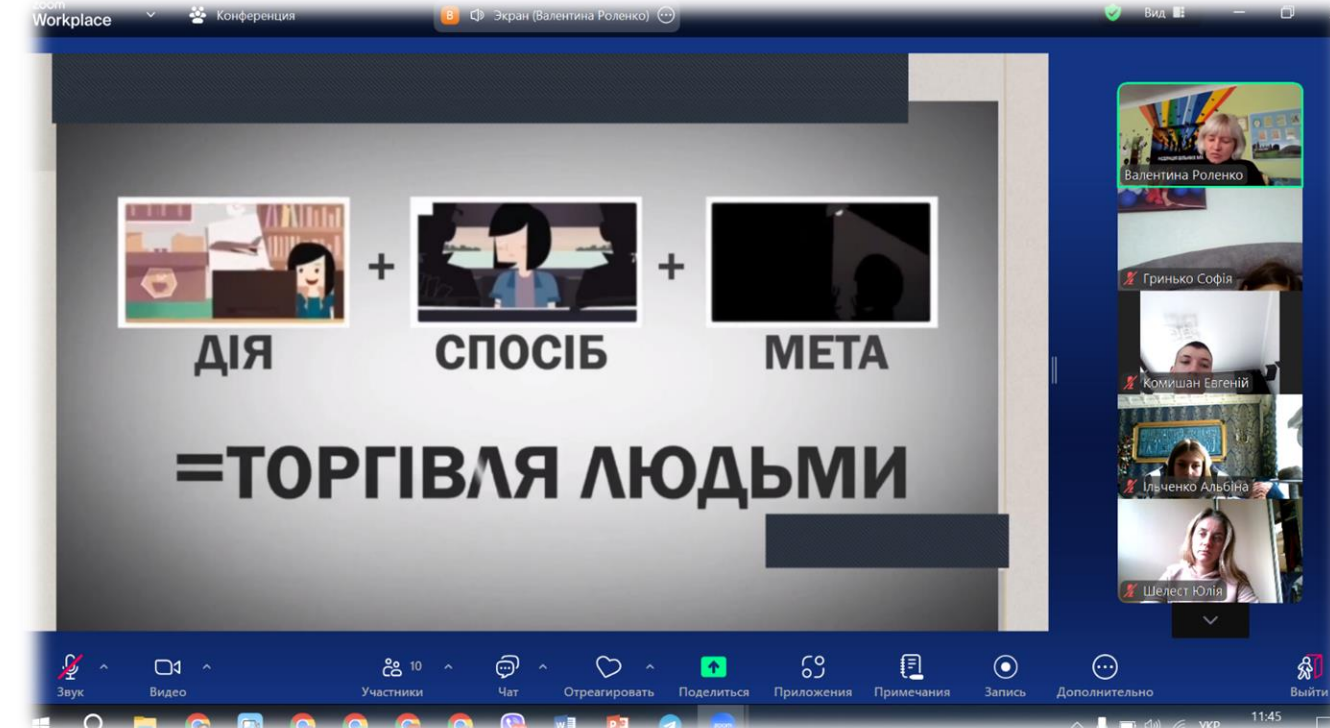 zoom
Workplace
Конференция
В Экран (Валентина Роленко)
Вид
ДІЯ + СПОСІБ + МЕТА
=ТОРГІВЛЯ ЛЮДЬМИ
Валентина Роленко
Гринько Софія
Комишан Евгеній
Ільченко Альбіна
Шелест Юлія
Звук
Видео
10
Участники
Чат
Отреагировать
Поделиться
Приложения
Примечания
Запись
Дополнительно
Выйти
УКР
11:45